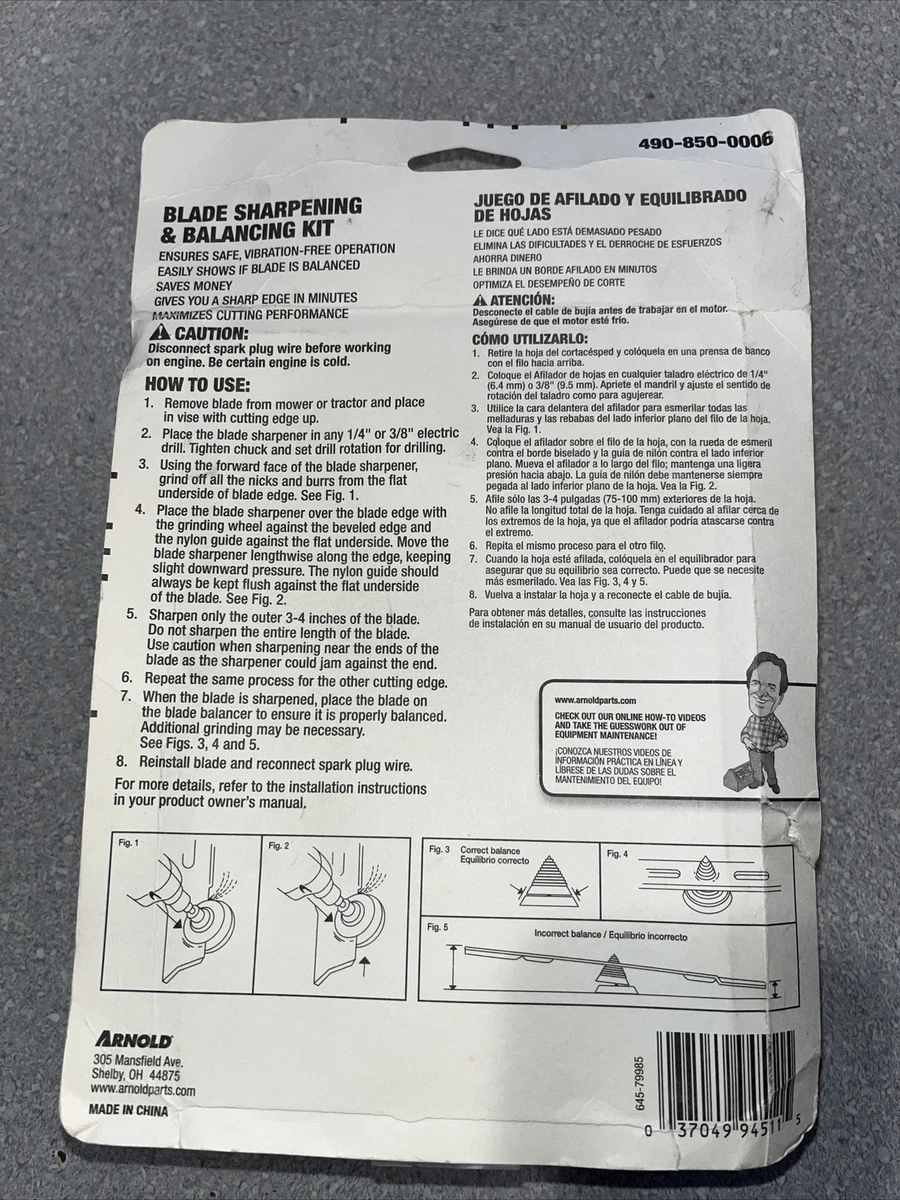 490-850-0006
BLADE SHARPENING
& BALANCING KIT
ENSURES SAFE, VIBRATION-FREE OPERATION
EASILY SHOWS IF BLADE IS BALANCED
SAVES MONEY
GIVES YOU A SHARP EDGE IN MINUTES
MAXIMIZES CUTTING PERFORMANCE
CAUTION:
Disconnect spark plug wire before working
on engine. Be certain engine is cold.
HOW TO USE:
1. Remove blade from mower or tractor and place
in vise with cutting edge up.
2. Place the blade sharpener in any 1/4" or 3/8" electric
drill. Tighten chuck and set drill rotation for drilling.
3. Using the forward face of the blade sharpener,
grind off all the nicks and burrs from the flat
underside of blade edge. See Fig. 1.
4. Place the blade sharpener over the blade edge with
the grinding wheel against the beveled edge and
the nylon guide against the flat underside. Move the
blade sharpener lengthwise along the edge, keeping
slight downward pressure. The nylon guide should
always be kept flush against the flat underside
of the blade. See Fig. 2.
5. Sharpen only the outer 3-4 inches of the blade.
Do not sharpen the entire length of the blade.
Use caution when sharpening near the ends of the
blade as the sharpener could jam against the end.
6. Repeat the same process for the other cutting edge.
7. When the blade is sharpened, place the blade on
the blade balancer to ensure it is properly balanced.
Additional grinding may be necessary.
See Figs. 3, 4 and 5.
8. Reinstall blade and reconnect spark plug wire.
For more details, refer to the installation instructions
in your product owner's manual.
JUEGO DE AFILADO Y EQUILIBRADO
DE HOJAS
LE DICE QUÉ LADO ESTÁ DEMASIADO PESADO
ELIMINA LAS DIFICULTADES Y EL DERROCHE DE ESFUERZOS
AHORRA DINERO
LE BRINDA UN BORDE AFILADO EN MINUTOS
OPTIMIZA EL DESEMPEÑO DE CORTE
ATENCIÓN:
Desconecte el cable de bujía antes de trabajar en el motor.
Asegúrese de que el motor esté frío.
CÓMO UTILIZARLO:
1. Retire la hoja del cortacésped y colóquela en una prensa de banco
con el filo hacia arriba.
2. Coloque el Afilador de hojas en cualquier taladro eléctrico de 1/4"
(6.4 mm) o 3/8" (9.5 mm). Apriete el mandril y ajuste el sentido de
rotación del taladro como para agujerear.
3. Utilice la cara delantera del afilador para esmerilar todas las
melladuras y las rebabas del lado inferior plano del filo de la hoja.
Vea la Fig. 1.
4. Coloque el afilador sobre el filo de la hoja, con la rueda de esmeril
contra el borde biselado y la guía de nilón contra el lado inferior
plano. Mueva el afilador a lo largo del filo; mantenga una ligera
presión hacia abajo. La guía de nilón debe mantenerse siempre
pegada al lado inferior plano de la hoja. Vea la Fig. 2.
5. Afile sólo las 3-4 pulgadas (75-100 mm) exteriores de la hoja.
No afile la longitud total de la hoja. Tenga cuidado al afilar cerca de
los extremos de la hoja, ya que el afilador podría atascarse contra
el extremo.
6. Repita el mismo proceso para el otro filo.
7. Cuando la hoja esté afilada, colóquela en el equilibrador para
asegurar que su equilibrio sea correcto. Puede que se necesite
más esmerilado. Vea las Fig. 3, 4 y 5.
8. Vuelva a instalar la hoja y a reconecte el cable de bujía.
Para obtener más detalles, consulte las instrucciones
de instalación en su manual de usuario del producto.
www.arnoldparts.com
CHECK OUT OUR ONLINE HOW-TO VIDEOS
AND TAKE THE GUESSWORK OUT OF
EQUIPMENT MAINTENANCE!
¡CONOZCA NUESTROS VIDEOS DE
INFORMACIÓN PRÁCTICA EN LÍNEA Y
LÍBRESE DE LAS DUDAS SOBRE EL
MANTENIMIENTO DEL EQUIPO!
Fig. 1
Fig. 2
Fig. 3 Correct balance
Equilibrio correcto
Fig. 4
Fig. 5
Incorrect balance / Equilibrio incorrecto
ARNOLD
305 Mansfield Ave.
Shelby, OH 44875
www.arnoldparts.com
MADE IN CHINA
645-79985
0 37049 94511 5